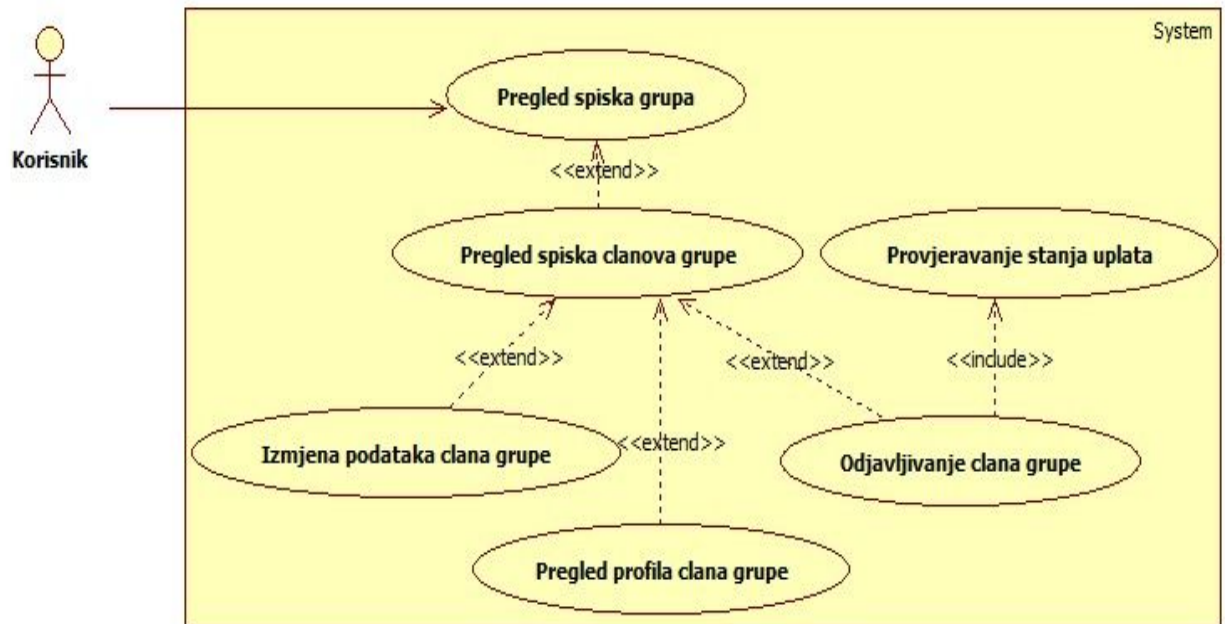 System
Pregled spiska grupa
Korisnik
<<extend>>
Pregled spiska clanova grupe
Provjeravanje stanja uplata
<<extend>>
<<extend>>
<<include>>
<<extend>>
Izmjena podataka clana grupe
Odjavljivanje clana grupe
Pregled profila clana grupe